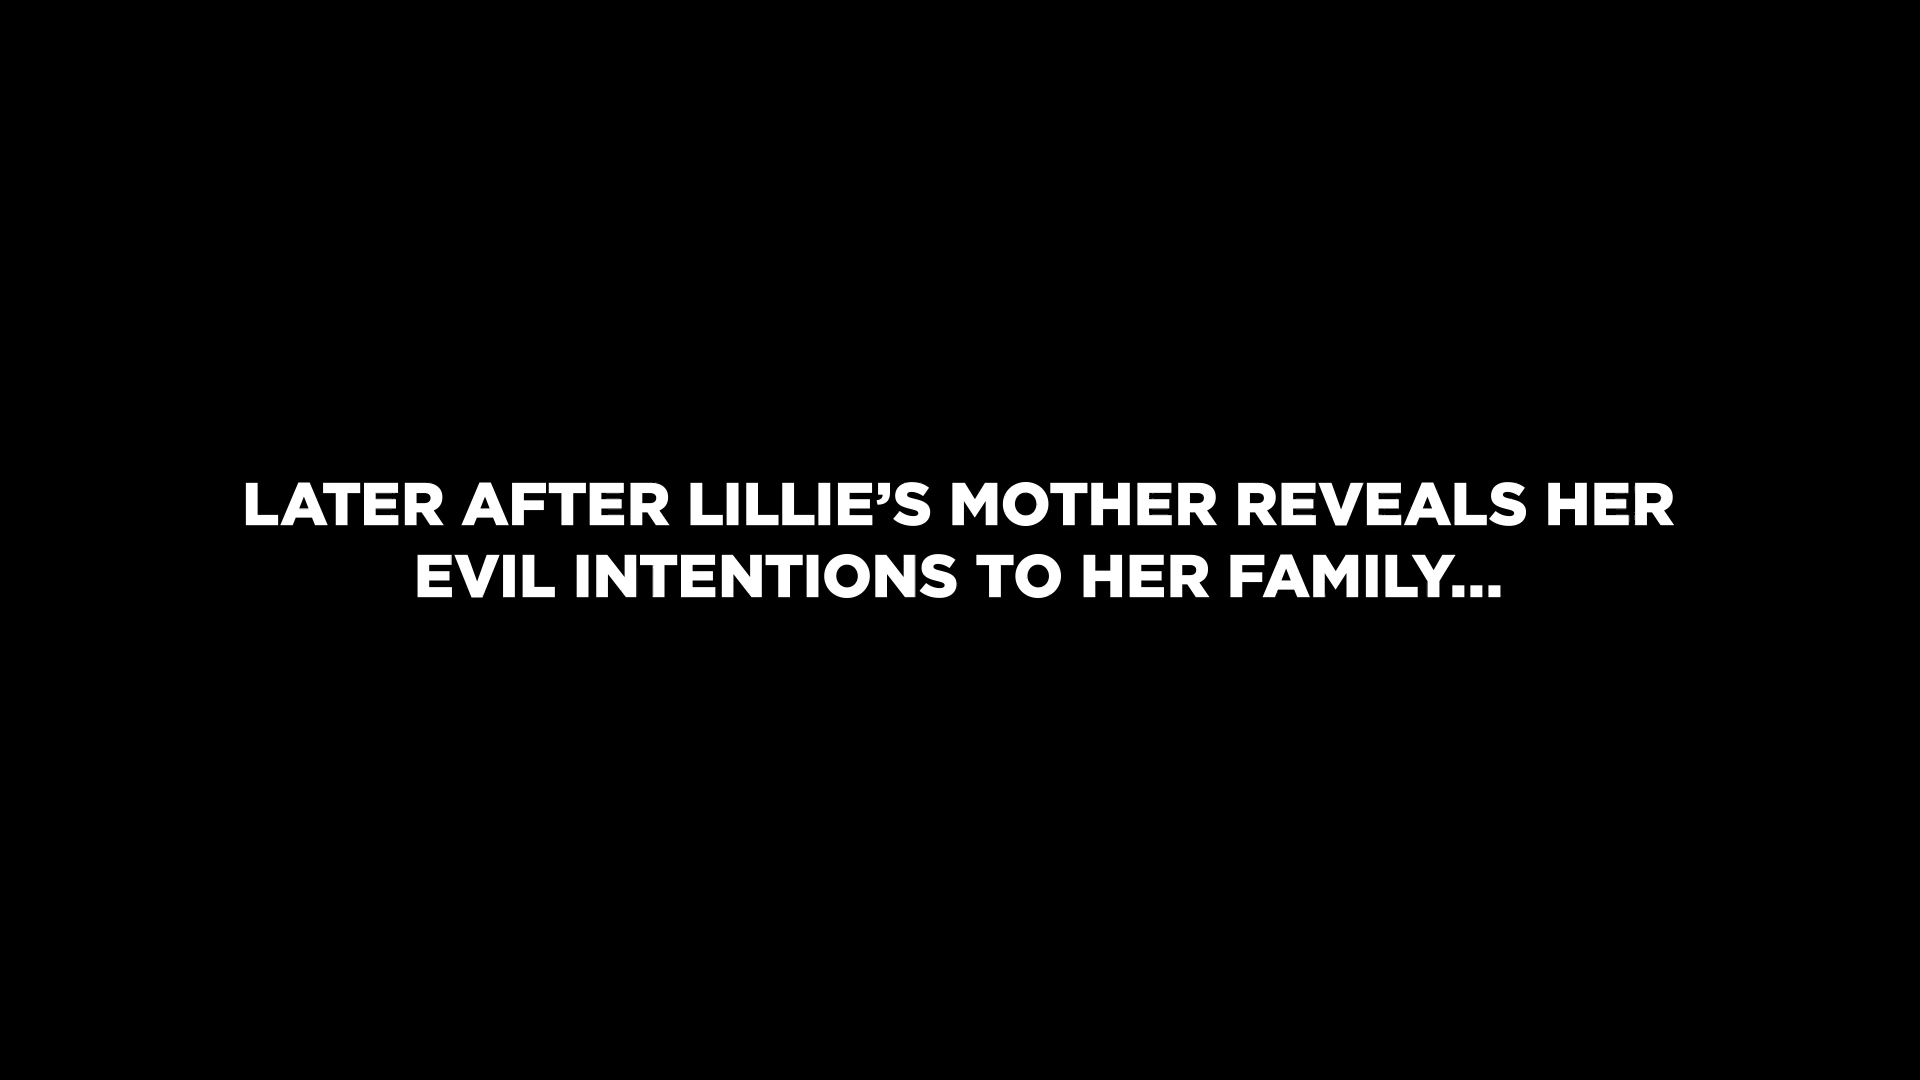 LATER AFTER LILLIE’S MOTHER REVEALS HER
EVIL INTENTIONS TO HER FAMILY...